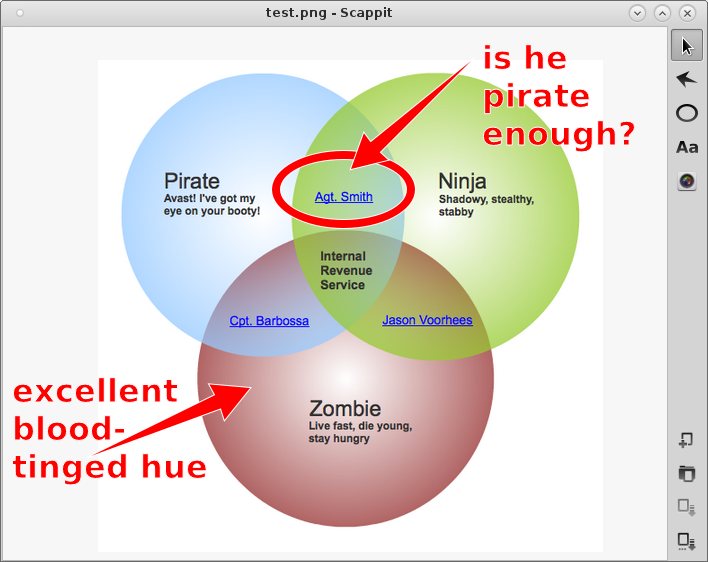 test.png - Scappit
is he
pirate
enough?
Pirate
Avast! I've got my
eye on your booty!
Agt. Smith
Ninja
Shadowy, stealthy,
stabby
Internal
Revenue
Service
Cpt. Barbossa
Jason Voorhees
excellent
blood-
tinged hue
Zombie
Live fast, die young,
stay hungry
Aa